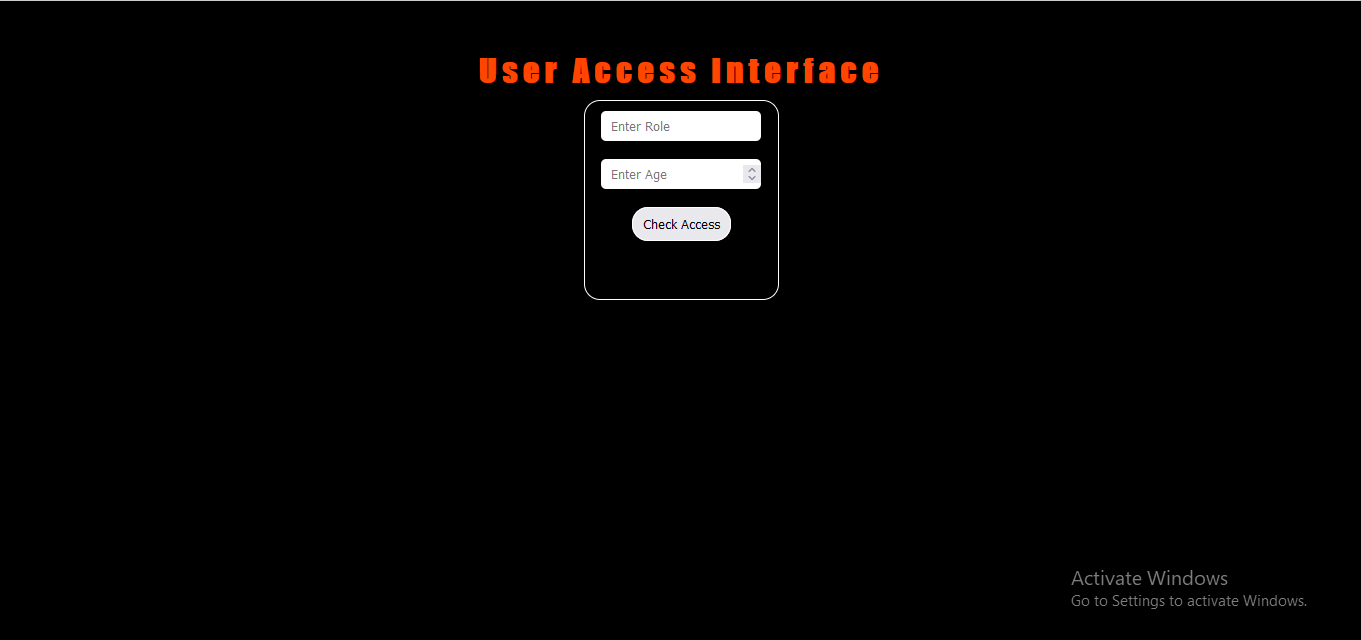 User Access Interface
Enter Role
Enter Age
Check Access
Activate Windows
Go to Settings to activate Windows.